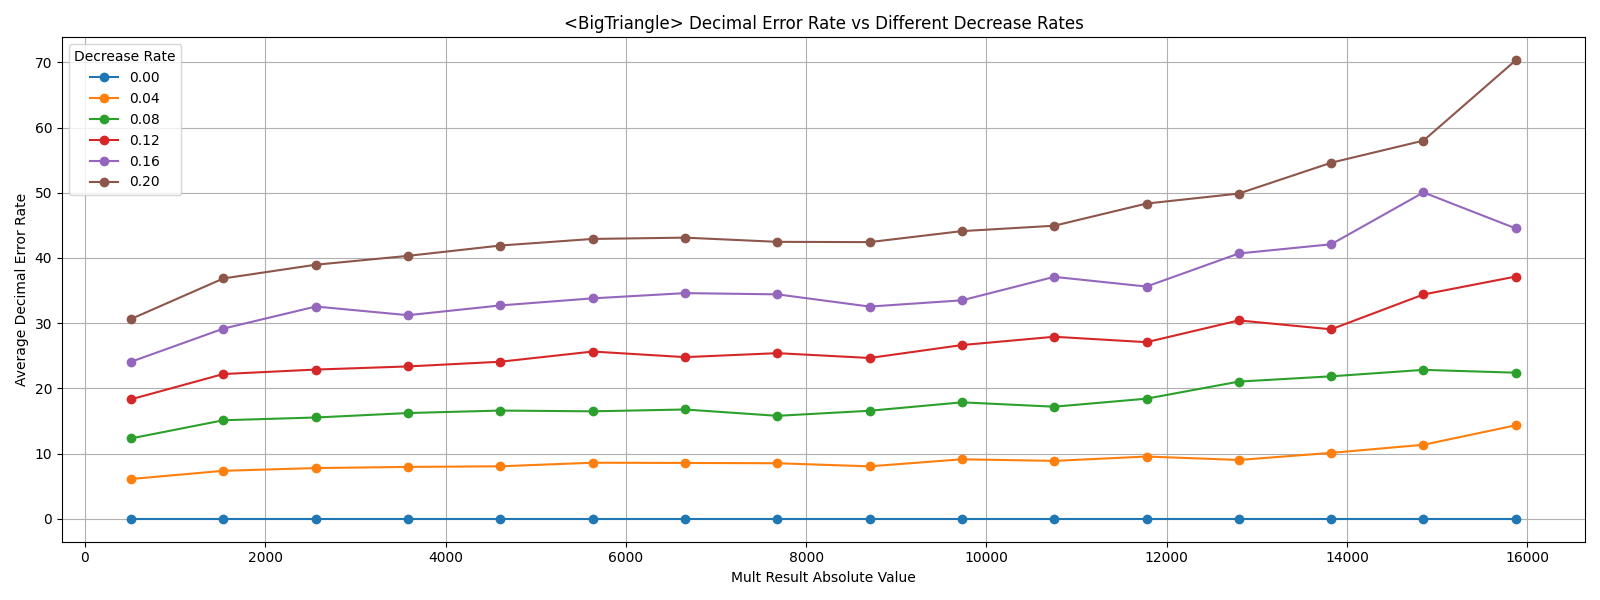 <BigTriangle> Decimal Error Rate vs Different Decrease Rates
Decrease Rate
0.00
0.04
0.08
0.12
0.16
0.20
Average Decimal Error Rate
70
60
50
40
30
20
10
0
0 2000 4000 6000 8000 10000 12000 14000 16000
Mult Result Absolute Value